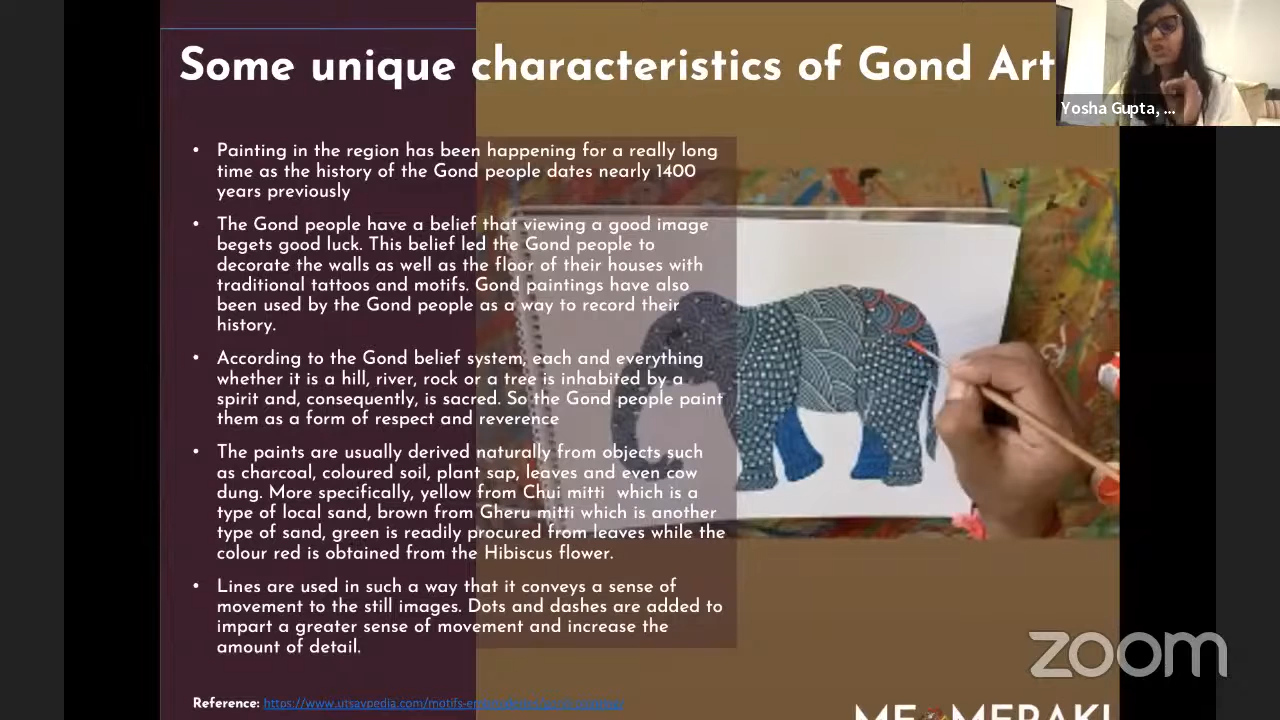 Some unique characteristics of Gond Art
Yosha Gupta, ...
• Painting in the region has been happening for a really long
time as the history of the Gond people dates nearly 1400
years previously
• The Gond people have a belief that viewing a good image
begets good luck. This belief led the Gond people to
decorate the walls as well as the floor of their houses with
traditional tattoos and motifs. Gond paintings have also
been used by the Gond people as a way to record their
history.
• According to the Gond belief system, each and everything
whether it is a hill, river, rock or a tree is inhabited by a
spirit and, consequently, is sacred. So the Gond people paint
them as a form of respect and reverence
• The paints are usually derived naturally from objects such
as charcoal, coloured soil, plant sap, leaves and even cow
dung. More specifically, yellow from Chui mitti which is a
type of local sand, brown from Gheru mitti which is another
type of sand, green is readily procured from leaves while the
colour red is obtained from the Hibiscus flower.
• Lines are used in such a way that it conveys a sense of
movement to the still images. Dots and dashes are added to
impart a greater sense of movement and increase the
amount of detail.
zoom
Reference: https://www.utsavpedia.com/motifs-
MEMERAKI